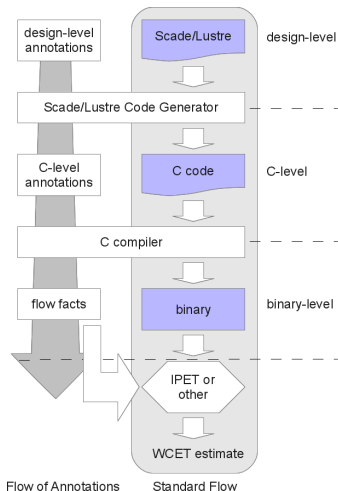 design-level
annotations
Scade/Lustre
design-level
Scade/Lustre Code Generator
C-level
annotations
C code
C-level
C compiler
flow facts
binary
binary-level
IPET or
other
WCET estimate
Flow of Annotations
Standard Flow